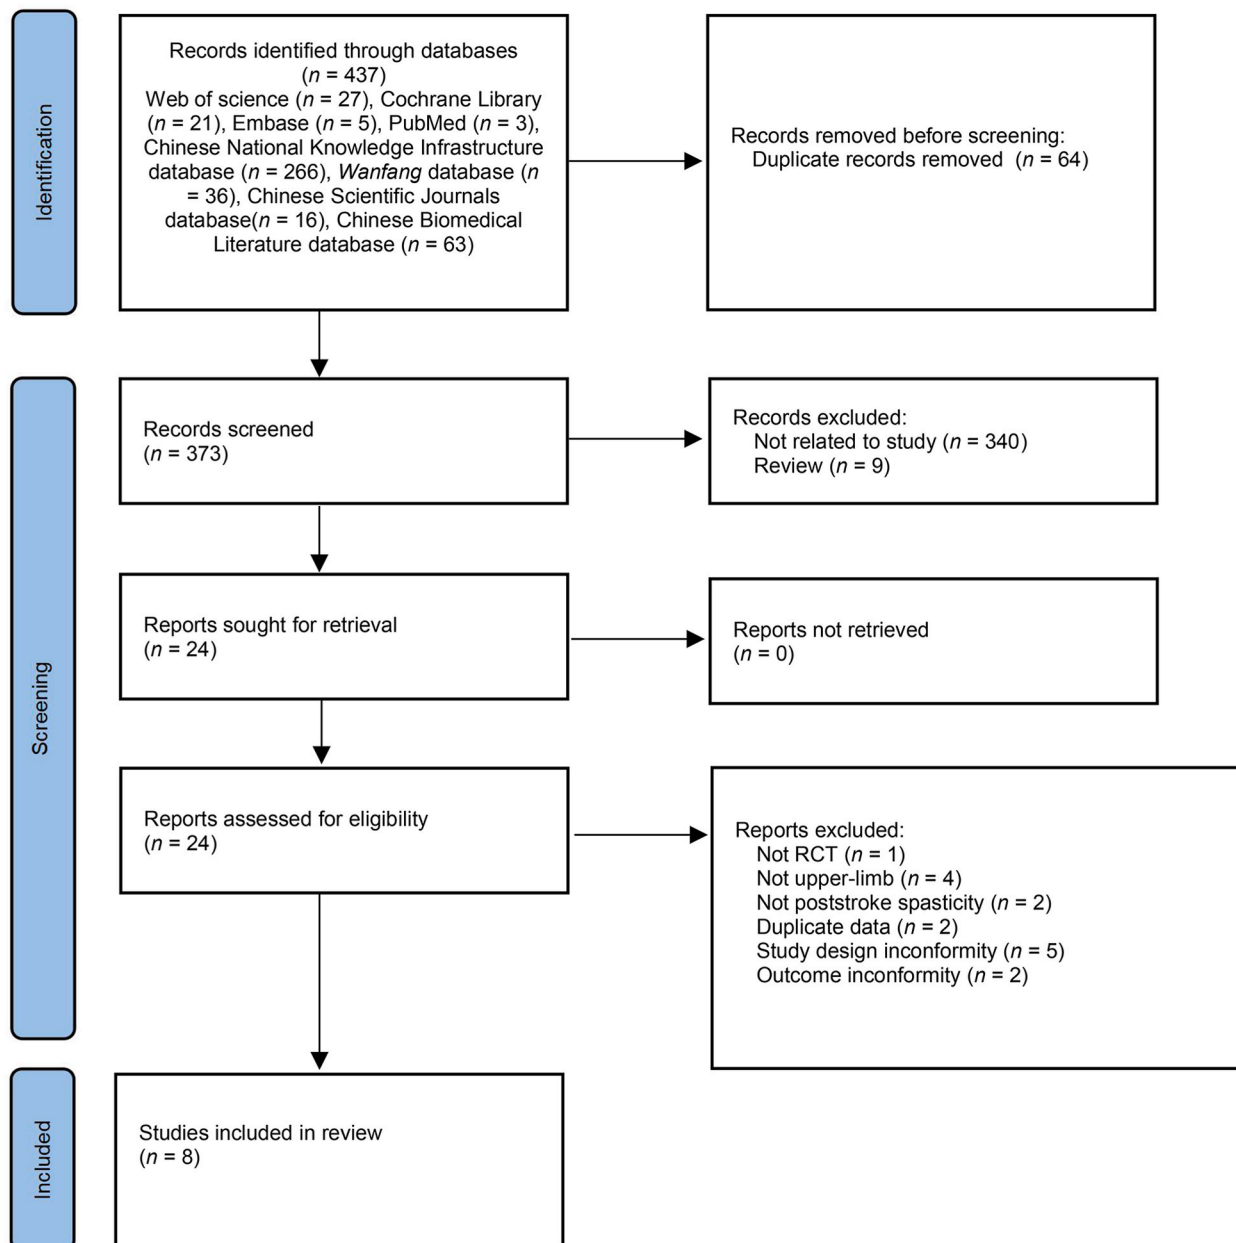 Identification
Records identified through databases
(n = 437)
Web of science (n = 27), Cochrane Library
(n = 21), Embase (n = 5), PubMed (n = 3),
Chinese National Knowledge Infrastructure
database (n = 266), Wanfang database (n
= 36), Chinese Scientific Journals
database(n = 16), Chinese Biomedical
Literature database (n = 63)
Records removed before screening:
Duplicate records removed (n = 64)
Screening
Records screened
(n = 373)
Records excluded:
Not related to study (n = 340)
Review (n = 9)
Reports sought for retrieval
(n = 24)
Reports not retrieved
(n = 0)
Reports assessed for eligibility
(n = 24)
Reports excluded:
Not RCT (n = 1)
Not upper-limb (n = 4)
Not poststroke spasticity (n = 2)
Duplicate data (n = 2)
Study design inconformity (n = 5)
Outcome inconformity (n = 2)
Included
Studies included in review
(n = 8)